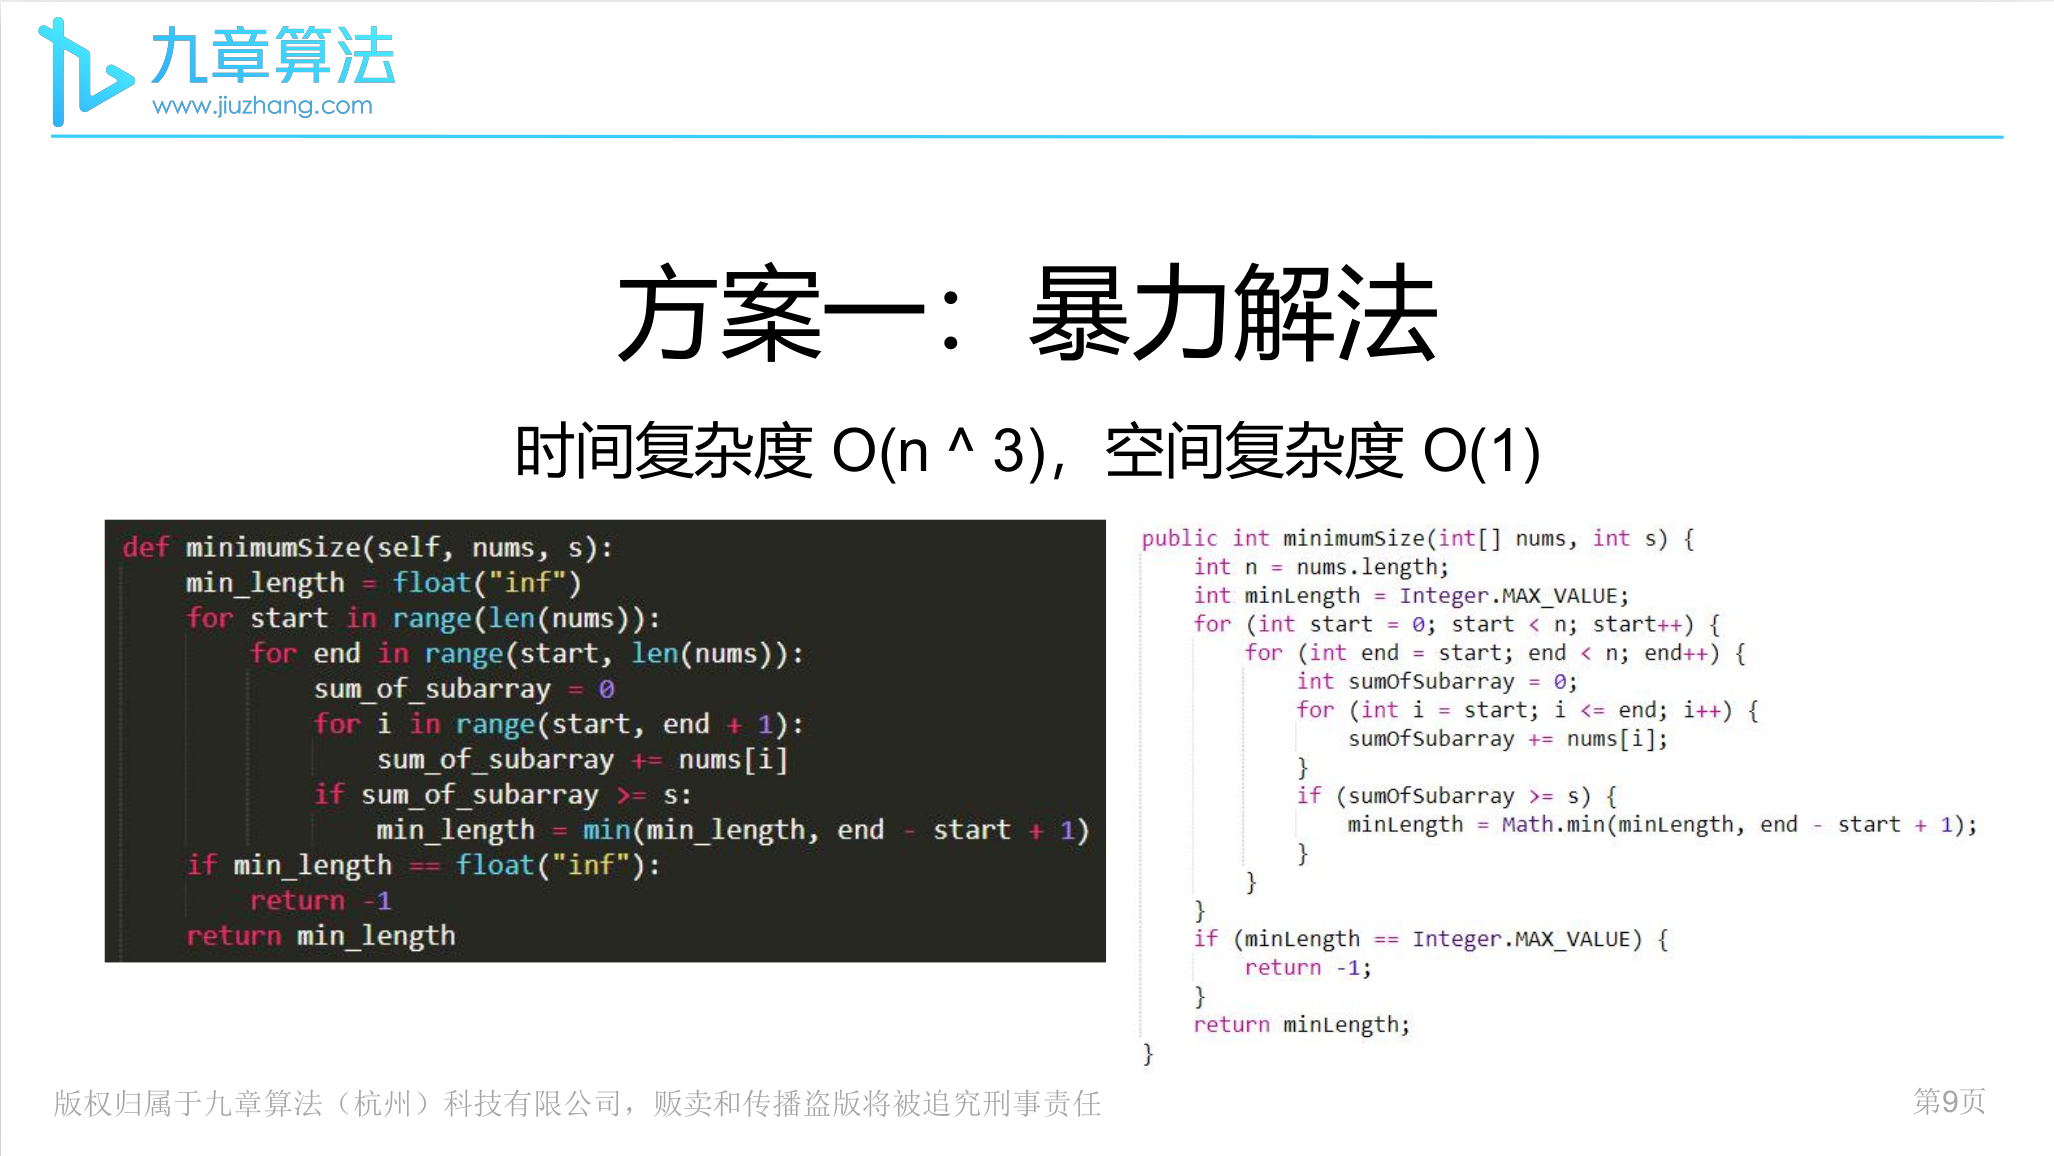 九章算法
www.jiuzhang.com
方案一：暴力解法
时间复杂度 O(n ^ 3)，空间复杂度 O(1)
def minimumSize(self, nums, s):
    min_length = float("inf")
    for start in range(len(nums)):
        for end in range(start, len(nums)):
            sum_of_subarray = 0
            for i in range(start, end + 1):
                sum_of_subarray += nums[i]
            if sum_of_subarray >= s:
                min_length = min(min_length, end - start + 1)
    if min_length == float("inf"):
        return -1
    return min_length
public int minimumSize(int[] nums, int s) {
    int n = nums.length;
    int minLength = Integer.MAX_VALUE;
    for (int start = 0; start < n; start++) {
        for (int end = start; end < n; end++) {
            int sumOfSubarray = 0;
            for (int i = start; i <= end; i++) {
                sumOfSubarray += nums[i];
            }
            if (sumOfSubarray >= s) {
                minLength = Math.min(minLength, end - start + 1);
            }
        }
    }
    if (minLength == Integer.MAX_VALUE) {
        return -1;
    }
    return minLength;
}
版权归属于九章算法（杭州）科技有限公司，贩卖和传播盗版将被追究刑事责任
第9页